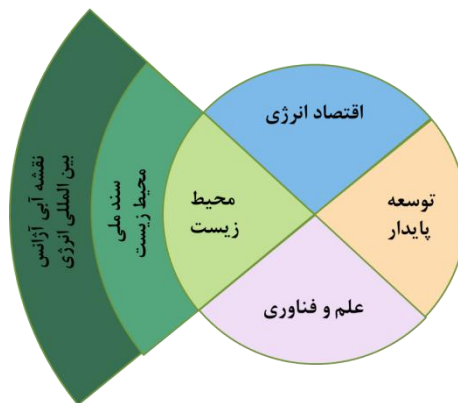 اقتصاد انرژی
توسعه
پایدار
محیط
زیست
علم و فناوری
سند ملی
محیط زیست
نقشه آبی آژانس
بین المللی انرژی